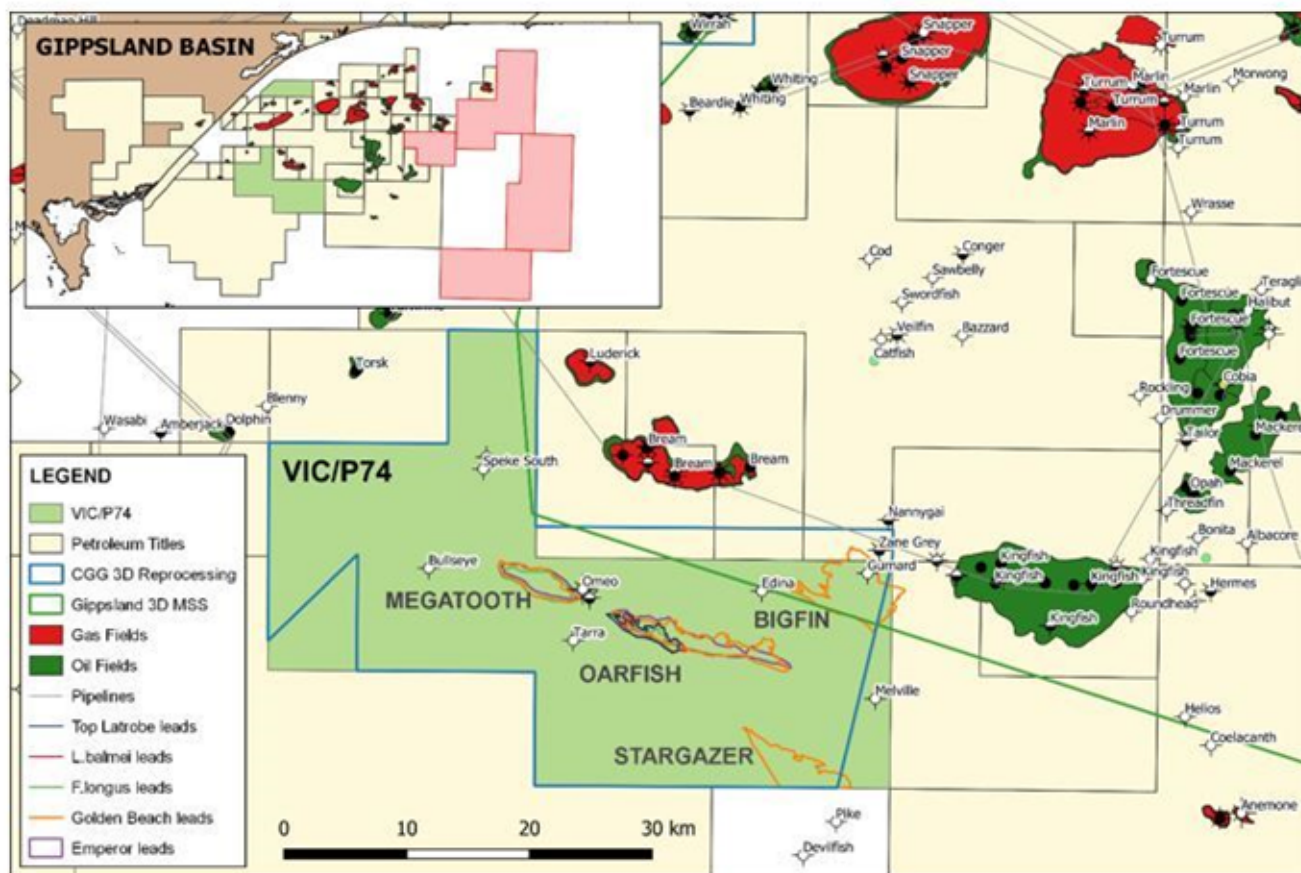 Deadman Hill
GIPPSLAND BASIN
Wirrah
Snapper
Snapper
Snapper
Whiting
Whiting
Beardie
Turrum
Marlin
Turrum
Marlin
Turrum
Marlin
Turrum
Turrum
Morwong
Wrasse
Cod
Conger
Sawbelly
Swordfish
Veilfin
Bazzard
Catfish
Fortescue
Fortescue
Halibut
Fortescue
Fortescue
Cobia
Rockling
Drummer
Tailor
Mackerel
Opah
Threadfin
Bonita
Albacore
Torsk
Luderick
Blenny
Wasabi
Amberjack
Dolphin
Speke South
Bream
Bream
Bream
VIC/P74
Nannygai
Zane Grey
Gurnard
Kingfish
Kingfish
Kingfish
Kingfish
Kingfish
Kingfish
Hermes
Roundhead
Bullseye
Omeo
Edina
MEGATOOTH
BIGFIN
Tarra
OARFISH
Melville
Helios
Coelacanth
STARGAZER
Anemone
Pike
Devilfish
LEGEND
VIC/P74
Petroleum Titles
CGG 3D Reprocessing
Gippsland 3D MSS
Gas Fields
Oil Fields
Pipelines
Top Latrobe leads
L.balmei leads
F.longus leads
Golden Beach leads
Emperor leads
0 10 20 30 km